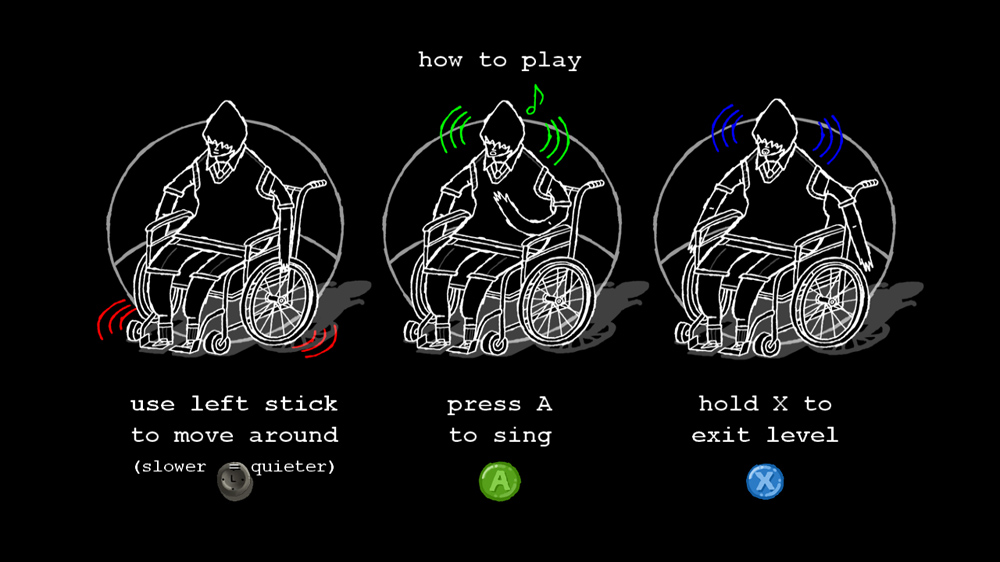 how to play
use left stick
to move around
(slower = quieter)
L
press A
to sing
A
hold X to
exit level
X